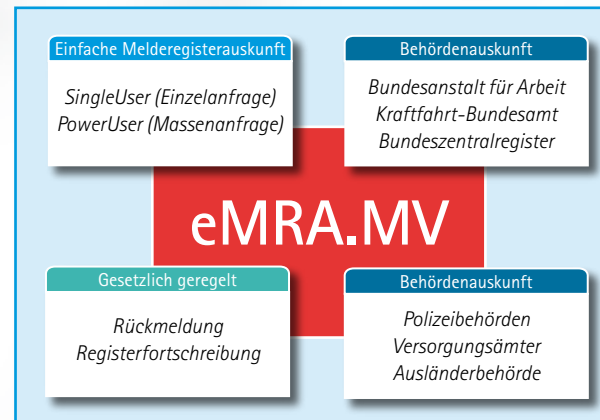 Einfache Melderegisterauskunft
SingleUser (Einzelanfrage)
PowerUser (Massenanfrage)
Behördenauskunft
Bundesanstalt für Arbeit
Kraftfahrt-Bundesamt
Bundeszentralregister
eMRA.MV
Gesetzlich geregelt
Rückmeldung
Registerfortschreibung
Behördenauskunft
Polizeibehörden
Versorgungsämter
Ausländerbehörde